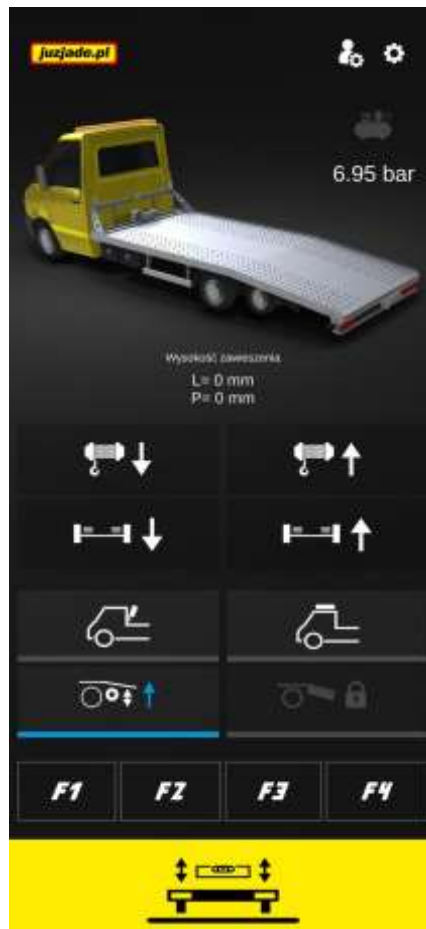 juzjade.pl
6.95 bar
Wysokość zawieszenia
L= 0 mm
P= 0 mm
F1
F2
F3
F4